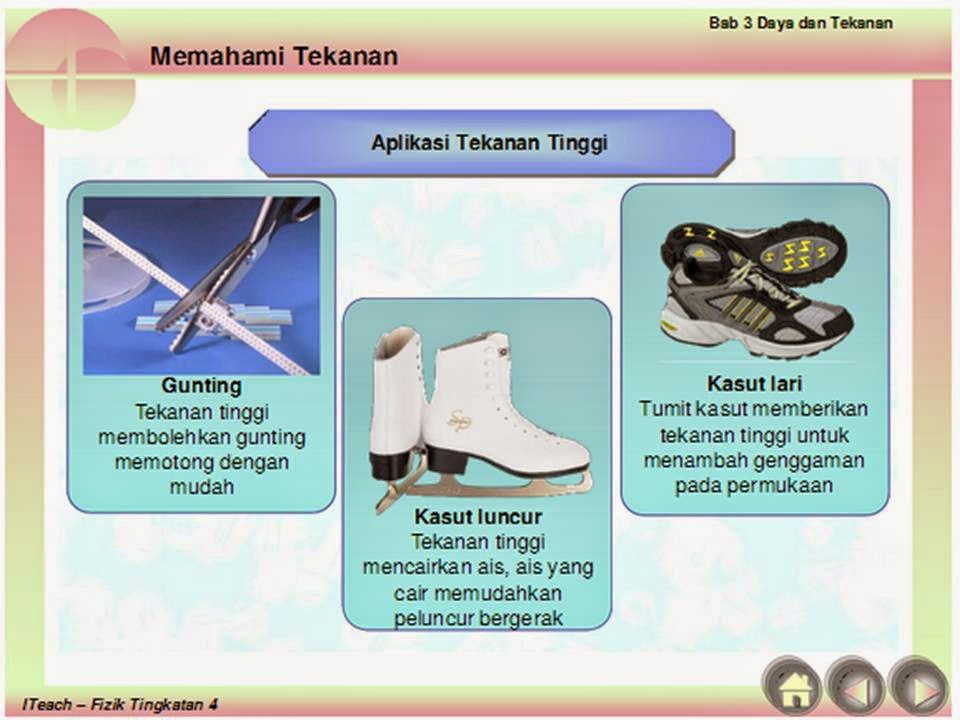 Bab 3 Daya dan Tekanan
Memahami Tekanan
Aplikasi Tekanan Tinggi
Gunting
Tekanan tinggi
membolehkan gunting
memotong dengan
mudah
Kasut luncur
Tekanan tinggi
mencairkan ais, ais yang
cair memudahkan
peluncur bergerak
Kasut lari
Tumit kasut memberikan
tekanan tinggi untuk
menambah genggaman
pada permukaan
ITeach – Fizik Tingkatan 4